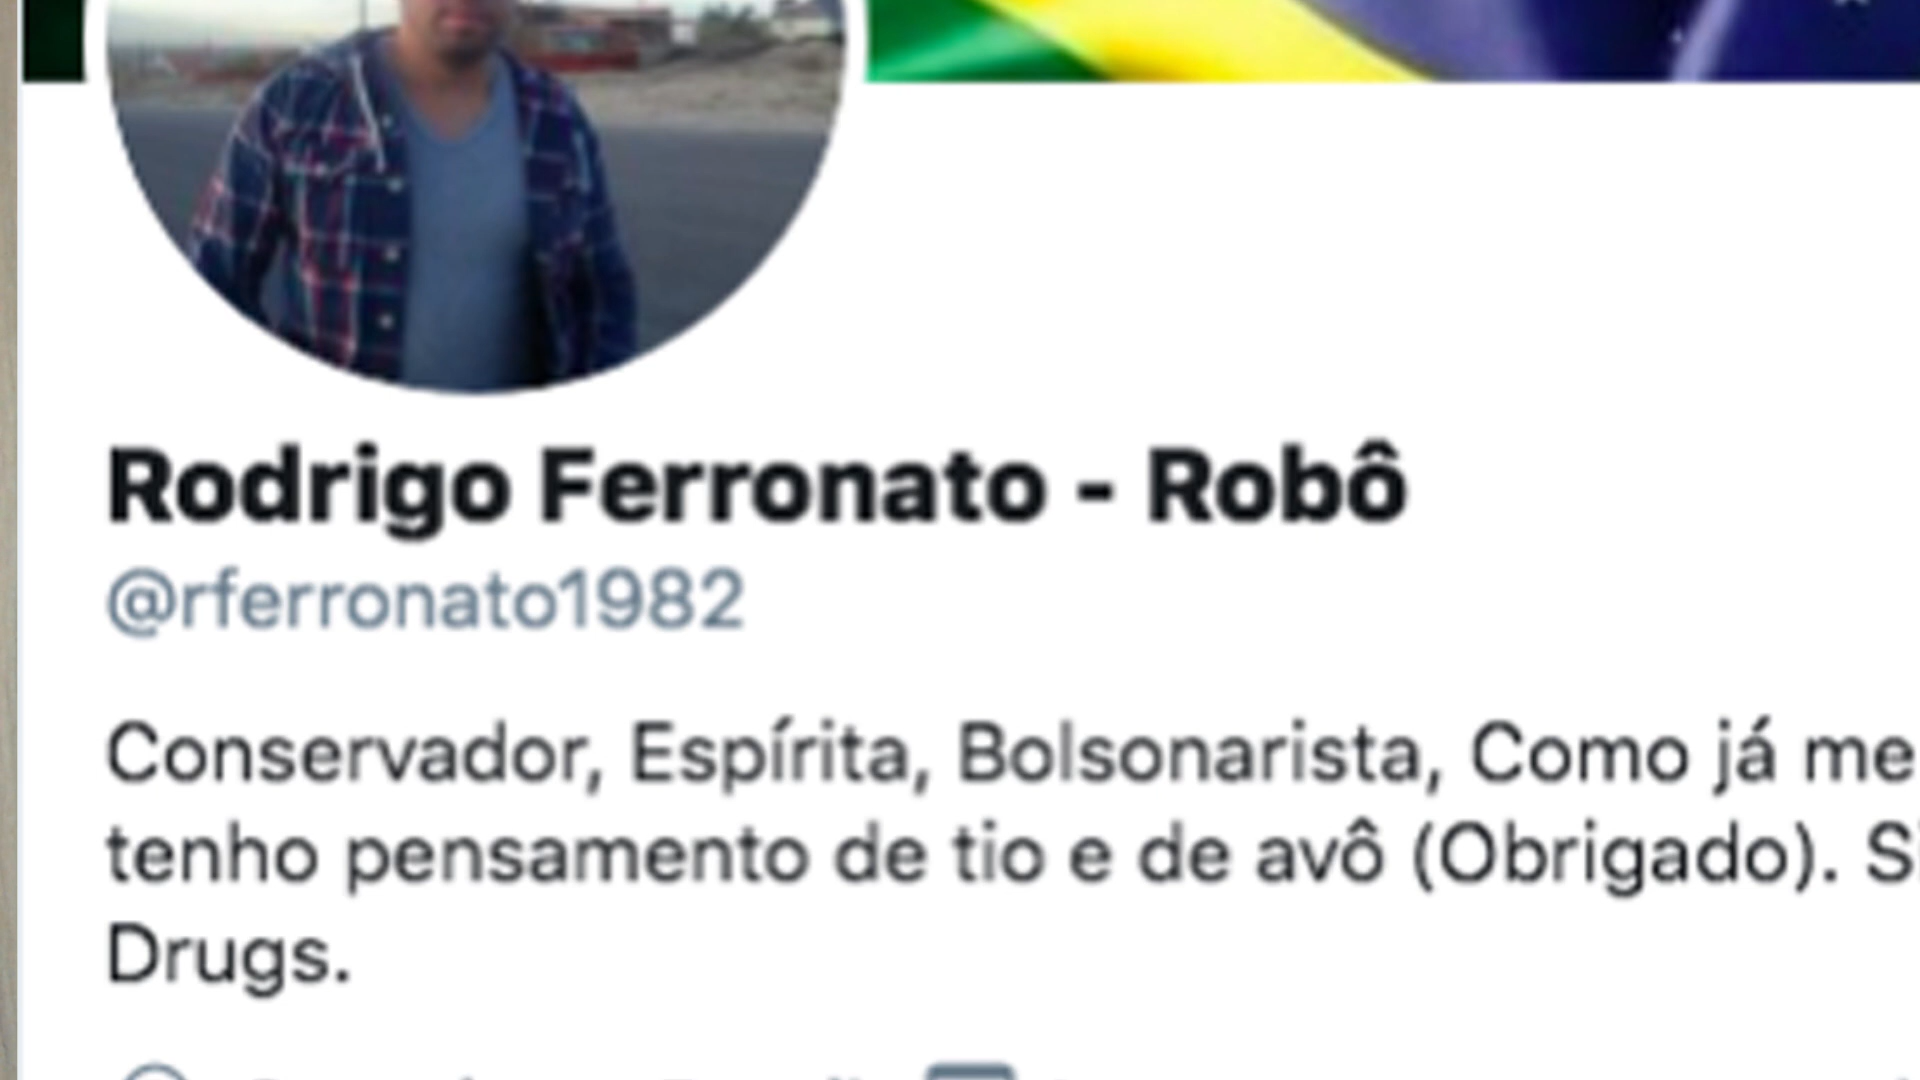 Rodrigo Ferronato - Robô
@rferronato1982
Conservador, Espírita, Bolsonarista, Como já me
tenho pensamento de tio e de avô (Obrigado).
Drugs.